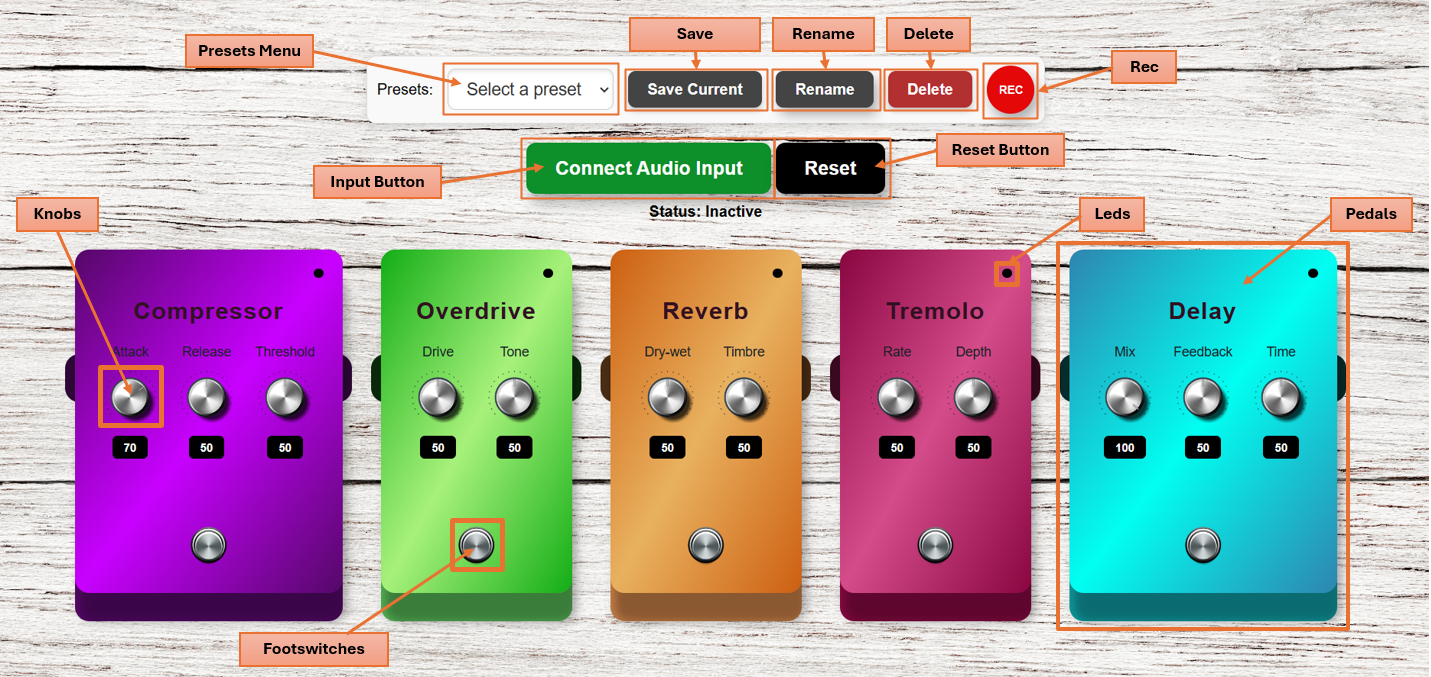 Save
Rename
Delete
Presets Menu
Rec
Presets:
Select a preset
Save Current
Rename
Delete
REC
Reset Button
Connect Audio Input
Reset
Input Button
Status: Inactive
Knobs
Leds
Pedals
Compressor
Attack
Release
Threshold
70
50
50
Overdrive
Drive
Tone
50
50
Reverb
Dry-wet
Timbre
50
50
Tremolo
Rate
Depth
50
50
Delay
Mix
Feedback
Time
100
50
50
Footswitches